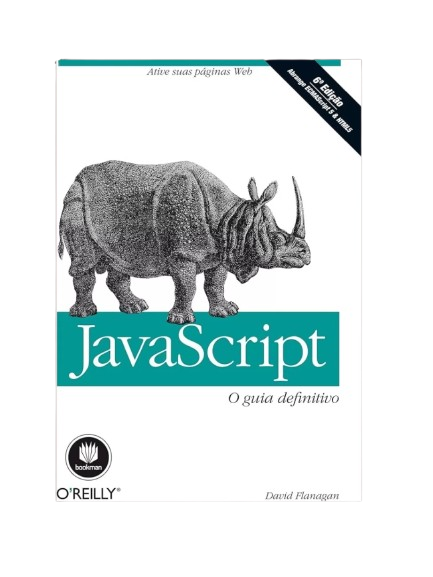 Ative suas páginas Web
6ª Edição
Abrange ECMAScript 5 & HTML5
JavaScript
O guia definitivo
bookman
O'REILLY®
David Flanagan